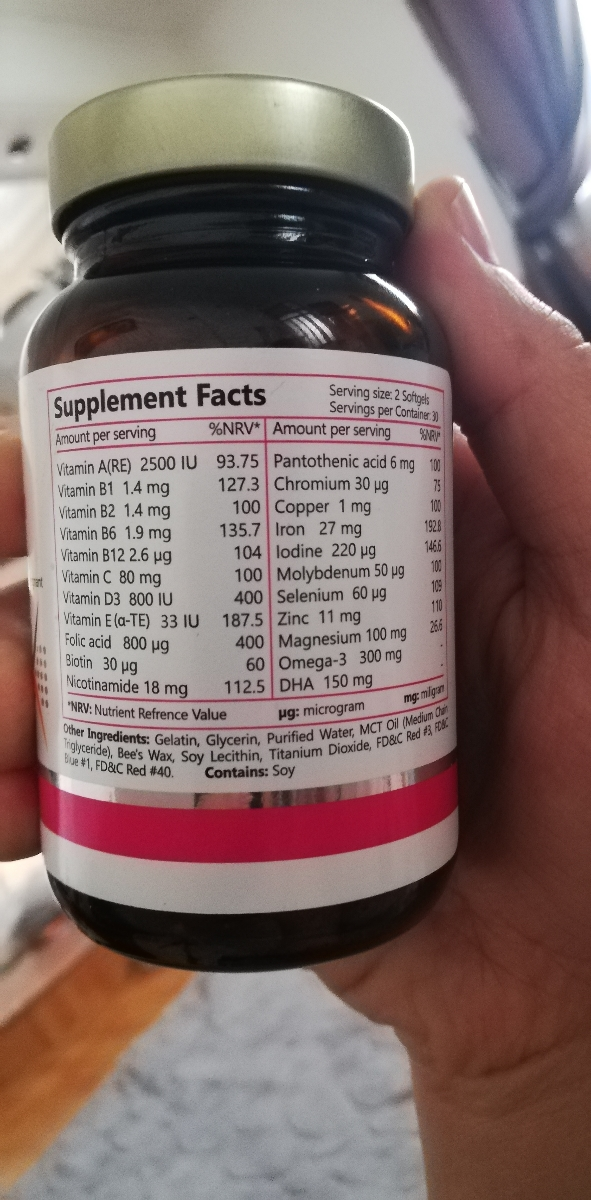 Supplement Facts
Serving size: 2 Softgels
Servings per Container: 30
Amount per serving %NRV*
Vitamin A(RE) 2500 IU 93.75
Vitamin B1 1.4 mg 127.3
Vitamin B2 1.4 mg 100
Vitamin B6 1.9 mg 135.7
Vitamin B12 2.6 µg 104
Vitamin C 80 mg 100
Vitamin D3 800 IU 400
Vitamin E (α-TE) 33 IU 187.5
Folic acid 800 µg 400
Biotin 30 µg 60
Nicotinamide 18 mg 112.5
Amount per serving %NRV*
Pantothenic acid 6 mg 100
Chromium 30 µg 75
Copper 1 mg 100
Iron 27 mg 192.8
Iodine 220 µg 146.6
Molybdenum 50 µg 100
Selenium 60 µg 109
Zinc 11 mg 110
Magnesium 100 mg 26.6
Omega-3 300 mg -
DHA 150 mg -
*NRV: Nutrient Refrence Value µg: microgram mg: miligram
Other Ingredients: Gelatin, Glycerin, Purified Water, MCT Oil (Medium Chain
Triglyceride), Bee's Wax, Soy Lecithin, Titanium Dioxide, FD&C Red #3, FD&C
Blue #1, FD&C Red #40. Contains: Soy